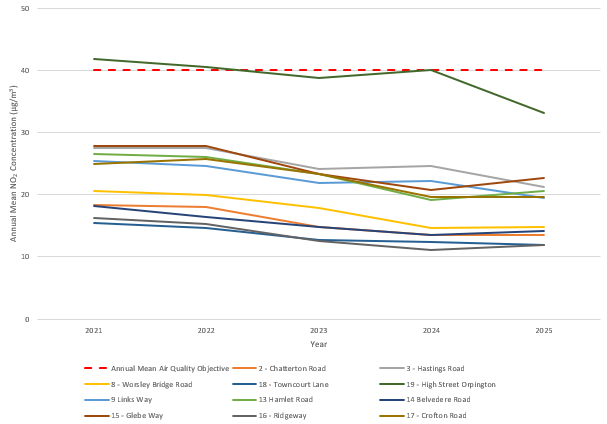 50
40
30
20
10
0
Annual Mean NO₂ Concentration (µg/m³)
2021 2022 2023 2024 2025
Year
Annual Mean Air Quality Objective 2 - Chatterton Road 3 - Hastings Road
8 - Worsley Bridge Road 18 - Towncourt Lane 19 - High Street Orpington
9 Links Way 13 Hamlet Road 14 Belvedere Road
15 - Glebe Way 16 - Ridgeway 17 - Crofton Road